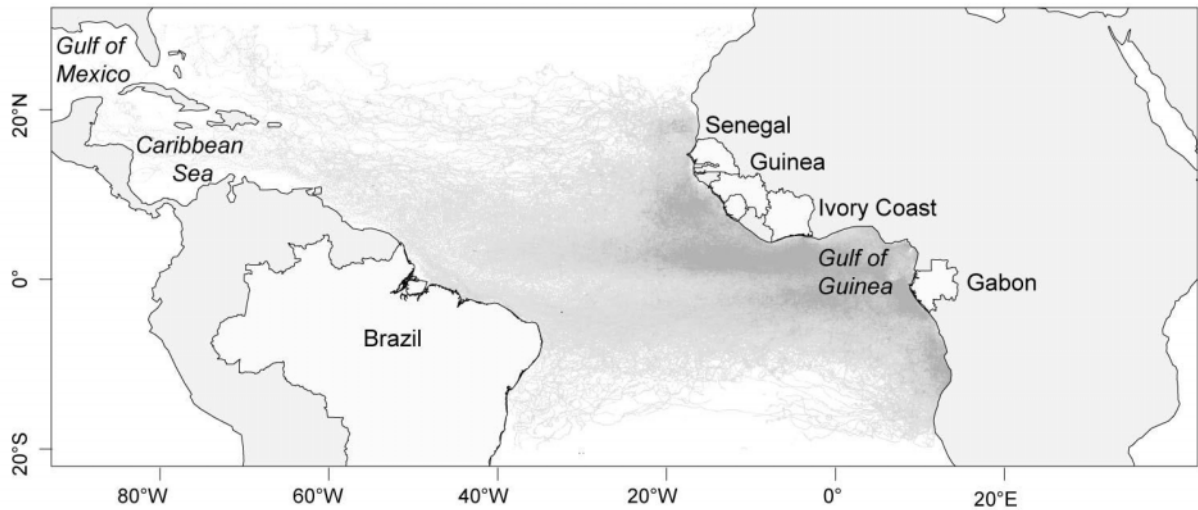 Gulf of
Mexico
Caribbean
Sea
Senegal
Guinea
Ivory Coast
Gulf of
Guinea
Gabon
Brazil
20°N
0°
20°S
80°W
60°W
40°W
20°W
0°
20°E